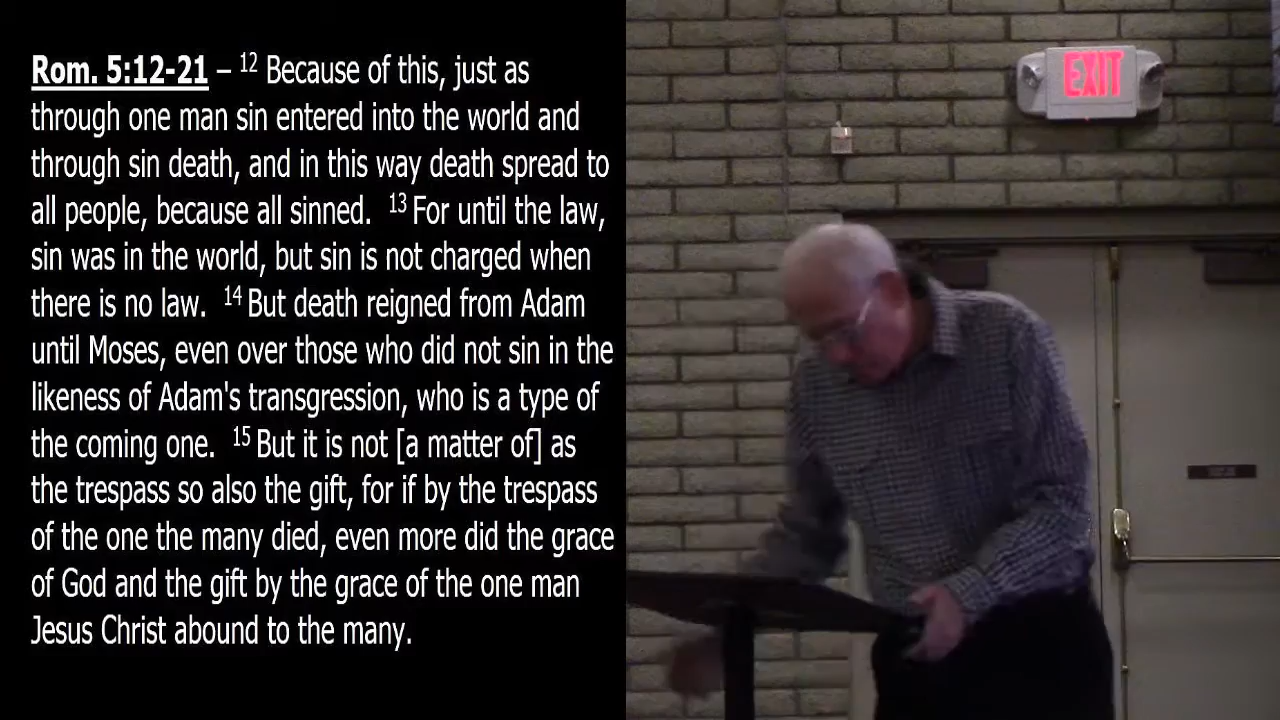 Rom. 5:12-21 – 12 Because of this, just as
through one man sin entered into the world and
through sin death, and in this way death spread to
all people, because all sinned. 13 For until the law,
sin was in the world, but sin is not charged when
there is no law. 14 But death reigned from Adam
until Moses, even over those who did not sin in the
likeness of Adam's transgression, who is a type of
the coming one. 15 But it is not [a matter of] as
the trespass so also the gift, for if by the trespass
of the one the many died, even more did the grace
of God and the gift by the grace of the one man
Jesus Christ abound to the many.
EXIT